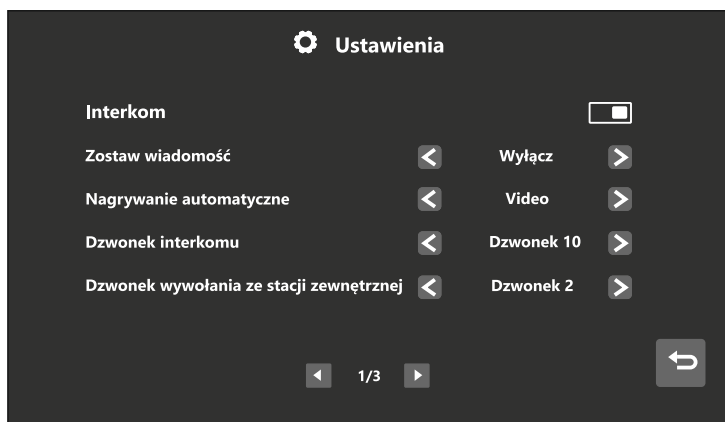 Ustawienia
Interkom
Zostaw wiadomość Wyłącz
Nagrywanie automatyczne Video
Dzwonek interkomu Dzwonek 10
Dzwonek wywołania ze stacji zewnętrznej Dzwonek 2
1/3